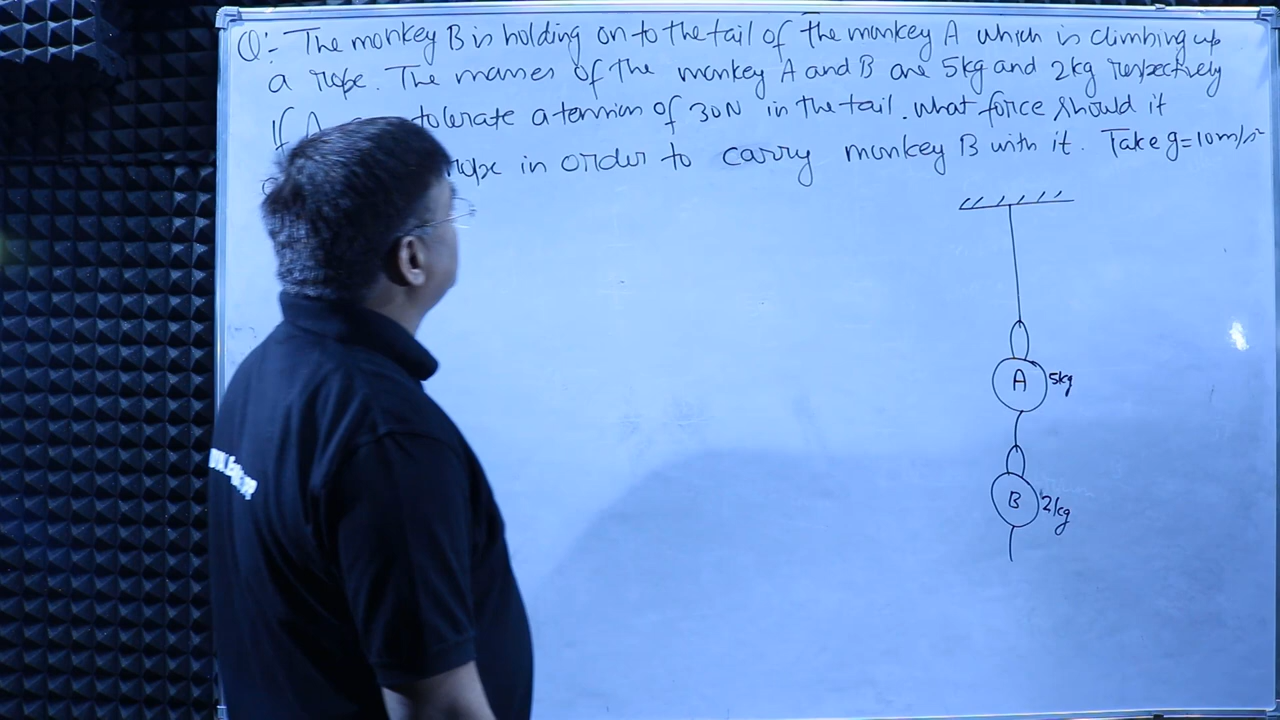 Q:- The monkey B is holding on to the tail of the monkey A which is climbing up
a rope. The masses of the monkey A and B are 5kg and 2kg respectively
If A tolerate a tension of 30N in the tail. what force should it
rope in order to carry monkey B with it. Take g=10m/s²
A 5kg
B 2kg